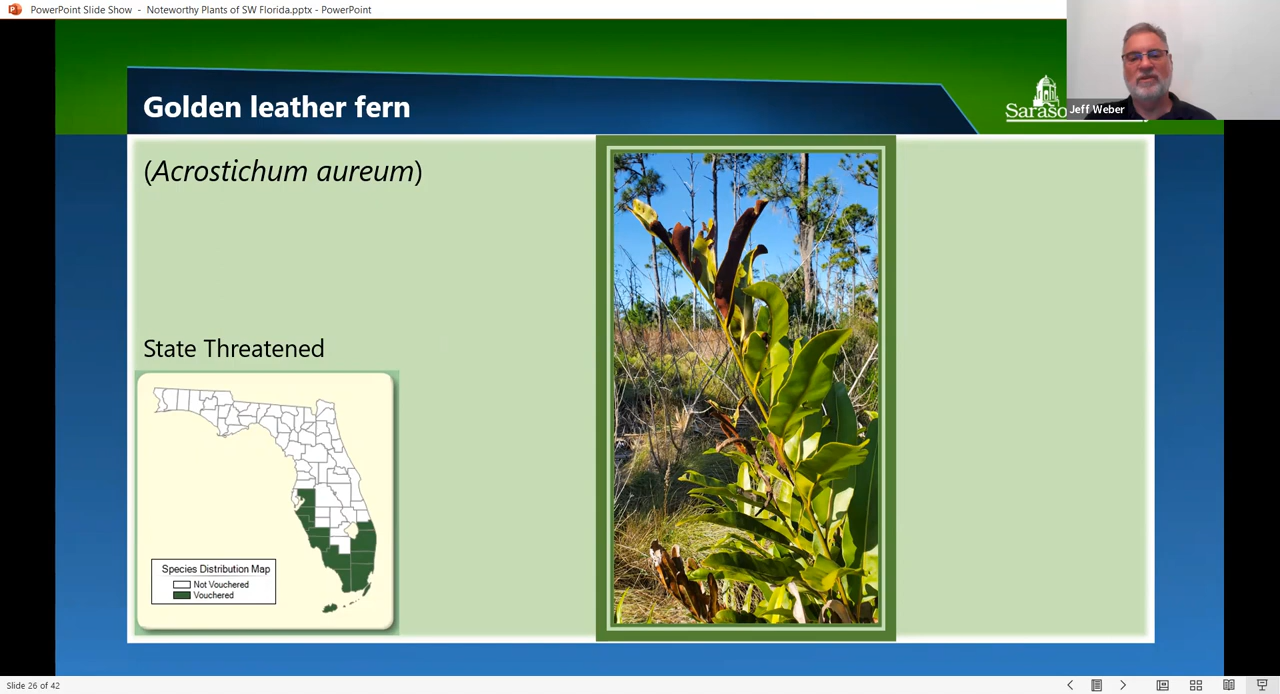 PowerPoint Slide Show - Noteworthy Plants of SW Florida.pptx - PowerPoint
Golden leather fern
Saraso
Jeff Weber
(Acrostichum aureum)
State Threatened
Species Distribution Map
Not Vouchered
Vouchered
Slide 26 of 42